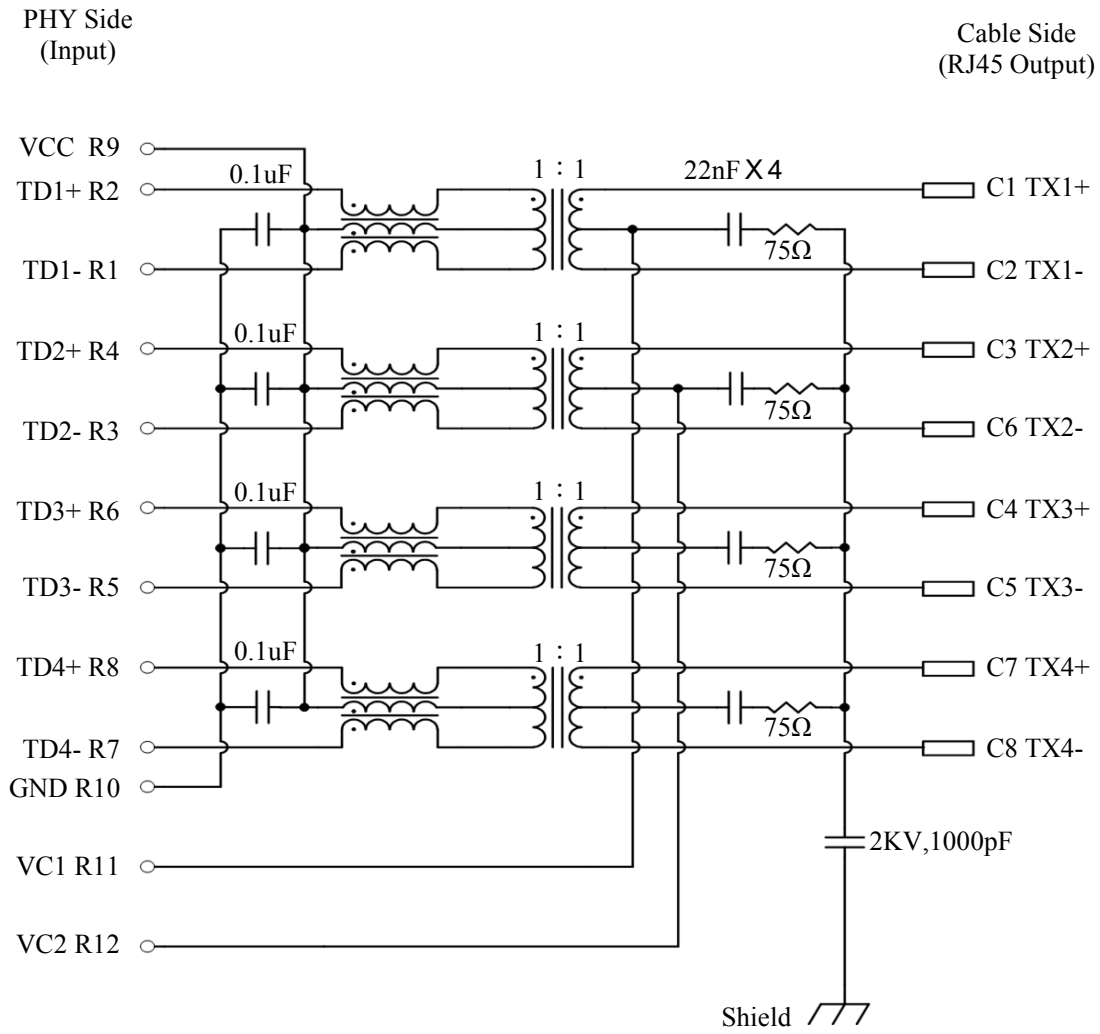 PHY Side
(Input)
Cable Side
(RJ45 Output)
VCC R9
TD1+ R2
0.1uF
1 : 1
22nF X 4
C1 TX1+
75Ω
TD1- R1
C2 TX1-
TD2+ R4
0.1uF
1 : 1
C3 TX2+
75Ω
TD2- R3
C6 TX2-
TD3+ R6
0.1uF
1 : 1
C4 TX3+
75Ω
TD3- R5
C5 TX3-
TD4+ R8
0.1uF
1 : 1
C7 TX4+
75Ω
TD4- R7
C8 TX4-
GND R10
2KV,1000pF
VC1 R11
VC2 R12
Shield